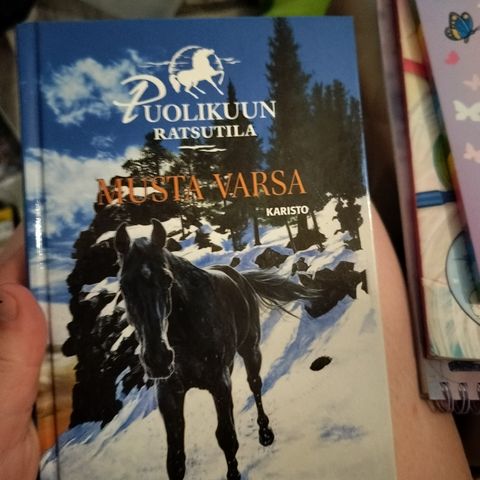 PUOLIKUUN
RATSUTILA
MUSTA VARSA
KARISTO